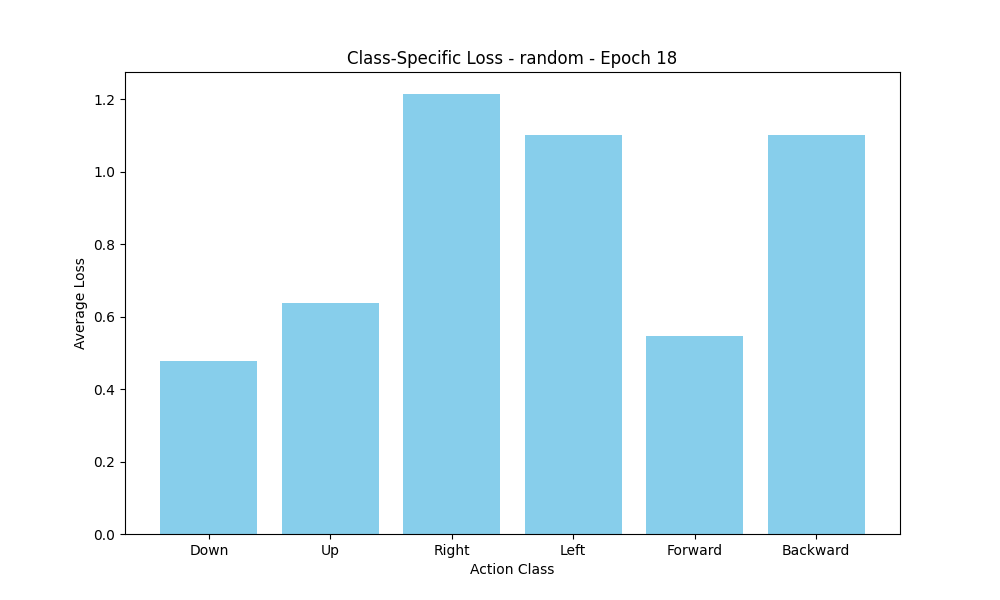 Class-Specific Loss - random - Epoch 18
Average Loss
1.2
1.0
0.8
0.6
0.4
0.2
0.0
Down Up Right Left Forward Backward
Action Class